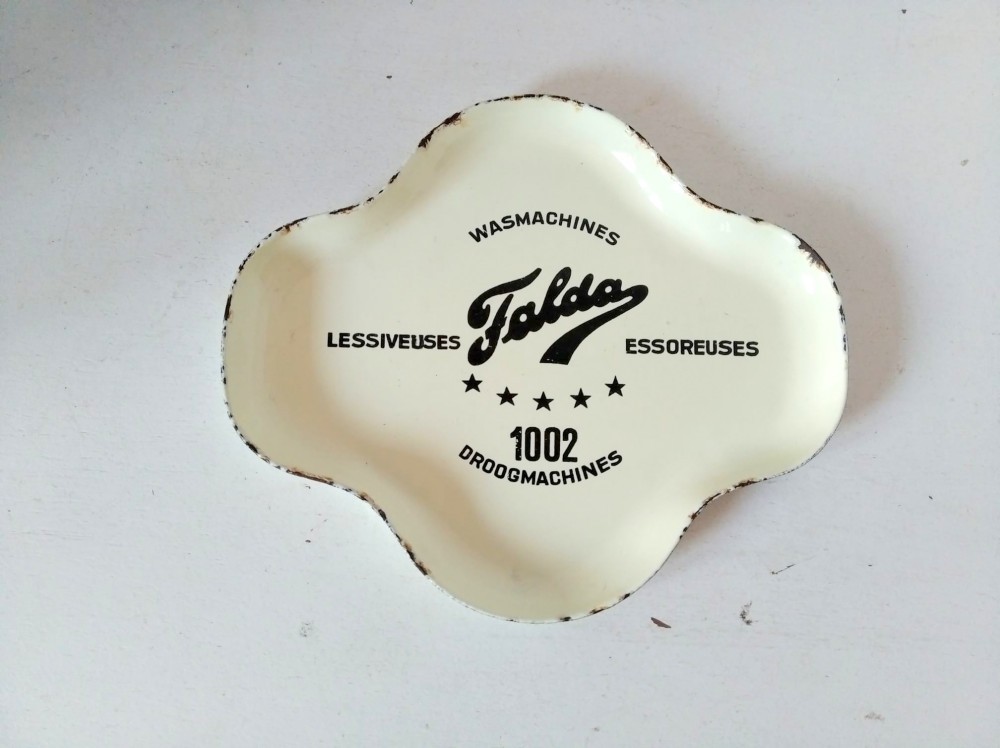 WASMACHINES
Falda
LESSIVEUSES
ESSOREUSES
★ ★ ★ ★ ★
1002
DROOGMACHINES